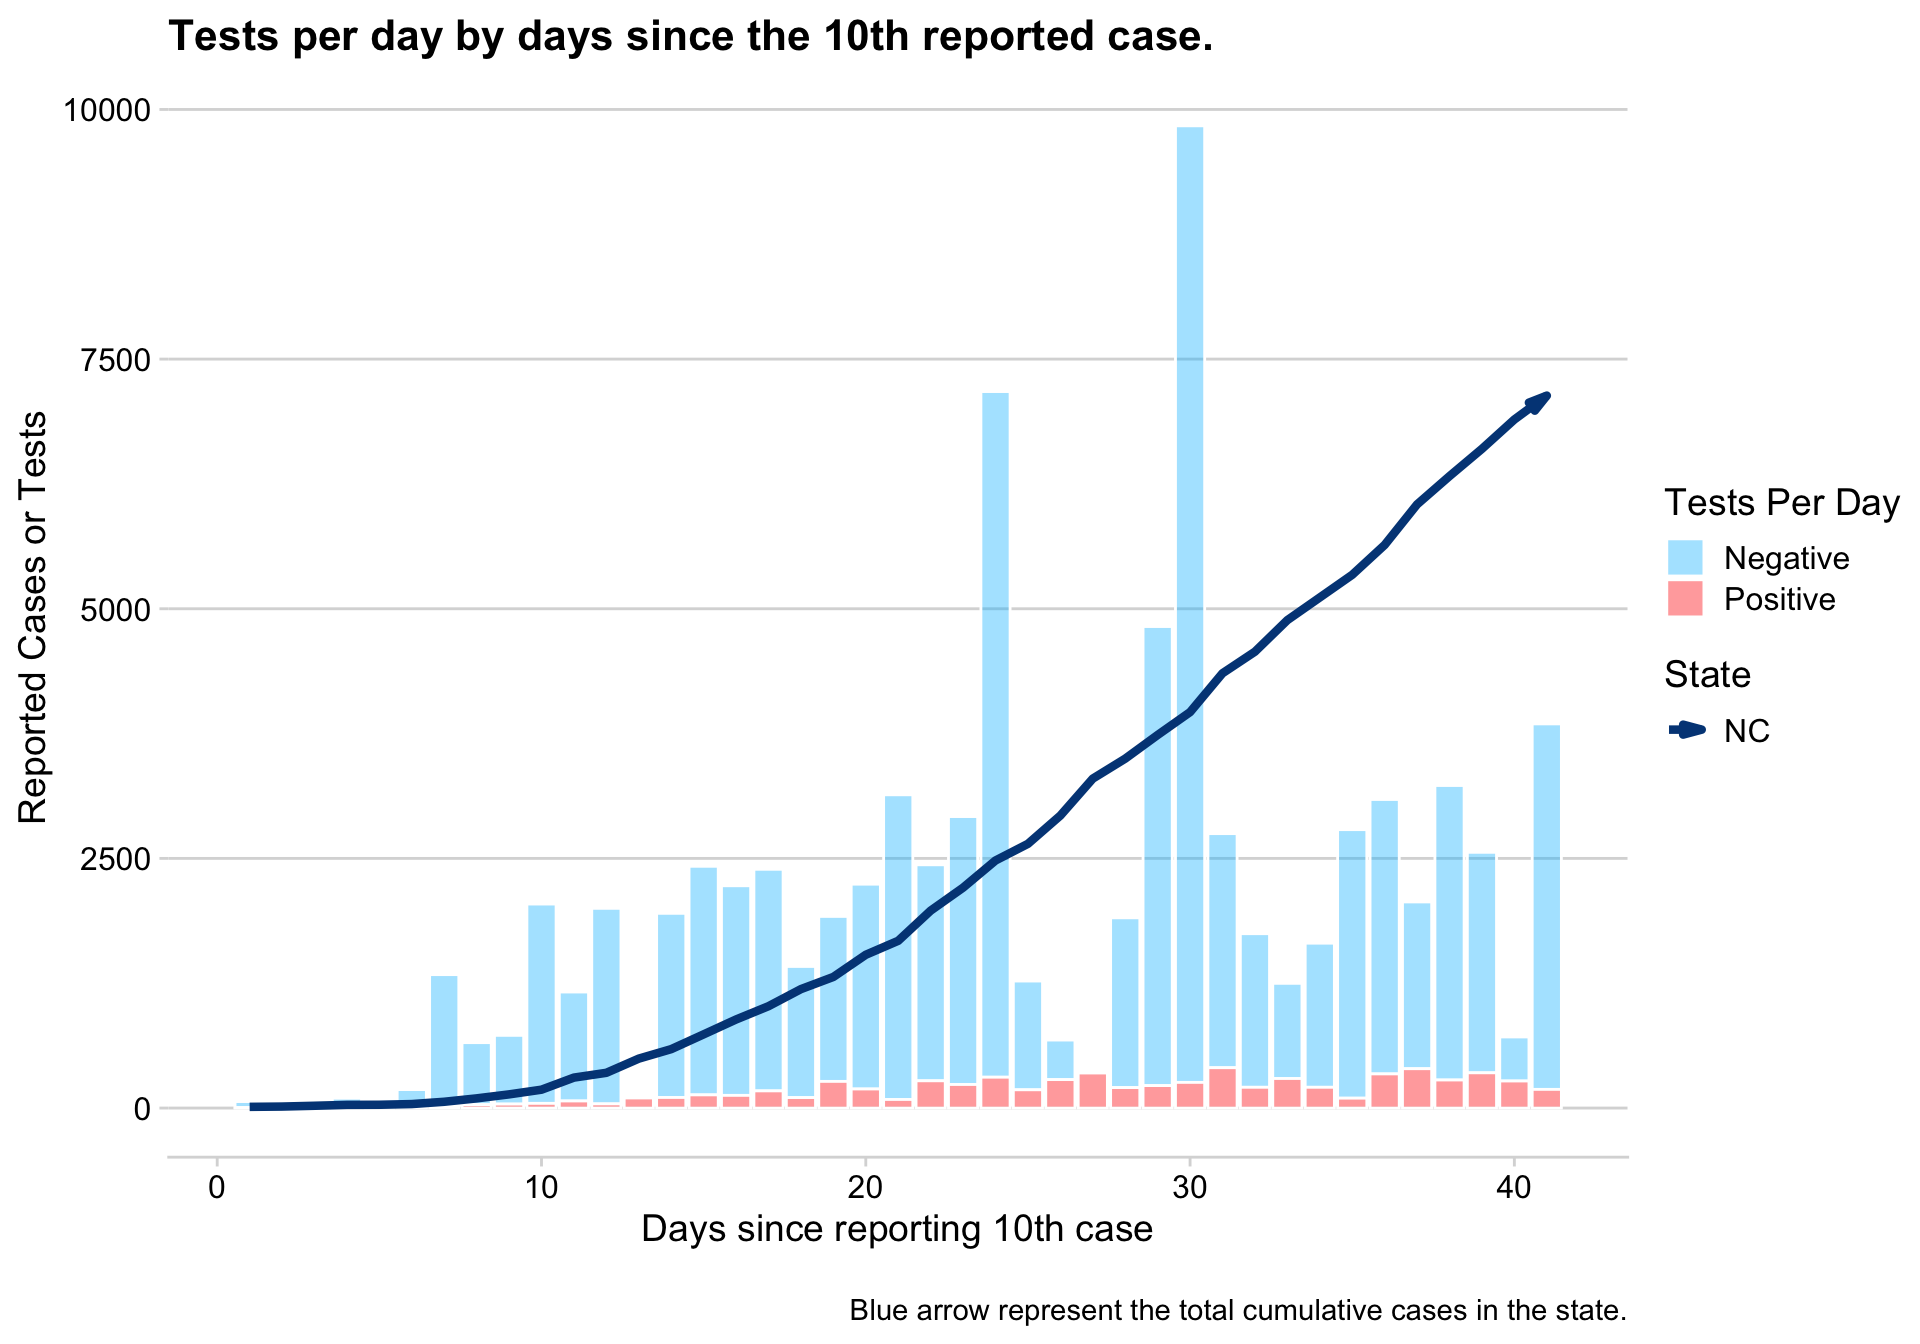 Tests per day by days since the 10th reported case.
10000
7500
5000
2500
0
Reported Cases or Tests
0 10 20 30 40
Days since reporting 10th case
Tests Per Day
Negative
Positive
State
NC
Blue arrow represent the total cumulative cases in the state.